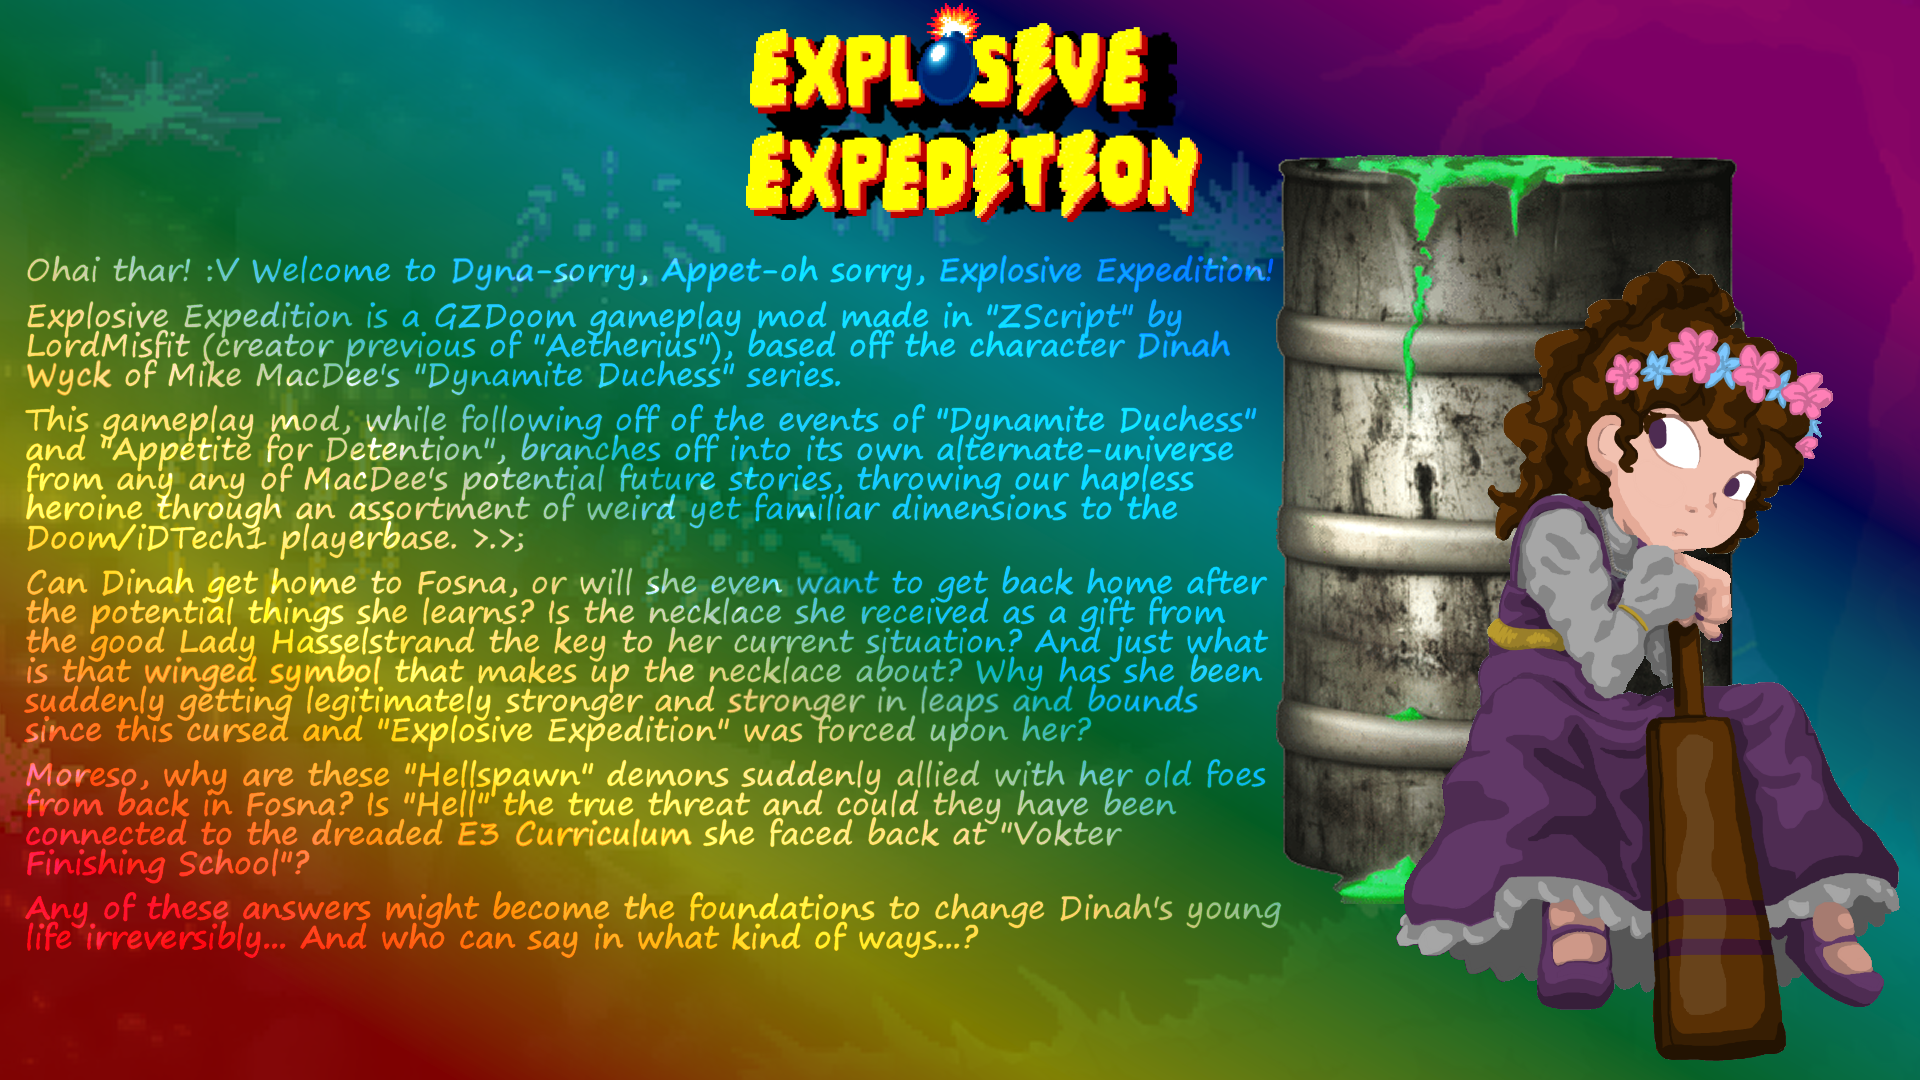 EXPLOSIVE
EXPEDITION
Ohai thar! :V Welcome to Dyna-sorry, Appet-oh sorry, Explosive Expedition!
Explosive Expedition is a GZDoom gameplay mod made in "ZScript" by
LordMisfit (creator previous of "Aetherius"), based off the character Dinah
Wyck of Mike MacDee's "Dynamite Duchess" series.
This gameplay mod, while following off of the events of "Dynamite Duchess"
and "Appetite for Detention", branches off into its own alternate-universe
from any any of MacDee's potential future stories, throwing our hapless
heroine through an assortment of weird yet familiar dimensions to the
Doom/iDTech1 playerbase. >.>;
Can Dinah get home to Fosna, or will she even want to get back home after
the potential things she learns? Is the necklace she received as a gift from
the good Lady Hasselstrand the key to her current situation? And just what
is that winged symbol that makes up the necklace about? Why has she been
suddenly getting legitimately stronger and stronger in leaps and bounds
since this cursed and "Explosive Expedition" was forced upon her?
Moreso, why are these "Hellspawn" demons suddenly allied with her old foes
from back in Fosna? Is "Hell" the true threat and could they have been
connected to the dreaded E3 Curriculum she faced back at "Vokter
Finishing School"?
Any of these answers might become the foundations to change Dinah's young
life irreversibly... And who can say in what kind of ways...?